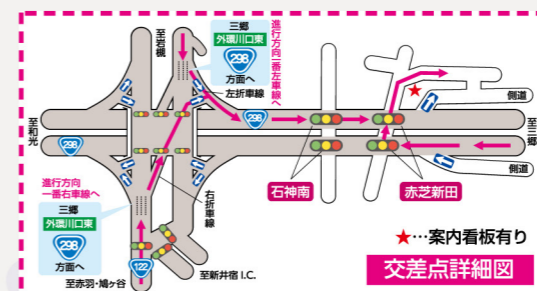 至岩槻
三郷
外環川口東
298
方面へ
進行方向
一番左車線へ
左折車線
298
側道
至和光
298
至三郷
石神南
赤芝新田
側道
進行方向
一番右車線へ
三郷
外環川口東
298
方面へ
右折車線
122
至赤羽・鳩ヶ谷
至新井宿 I.C.
★…案内看板有り
交差点詳細図